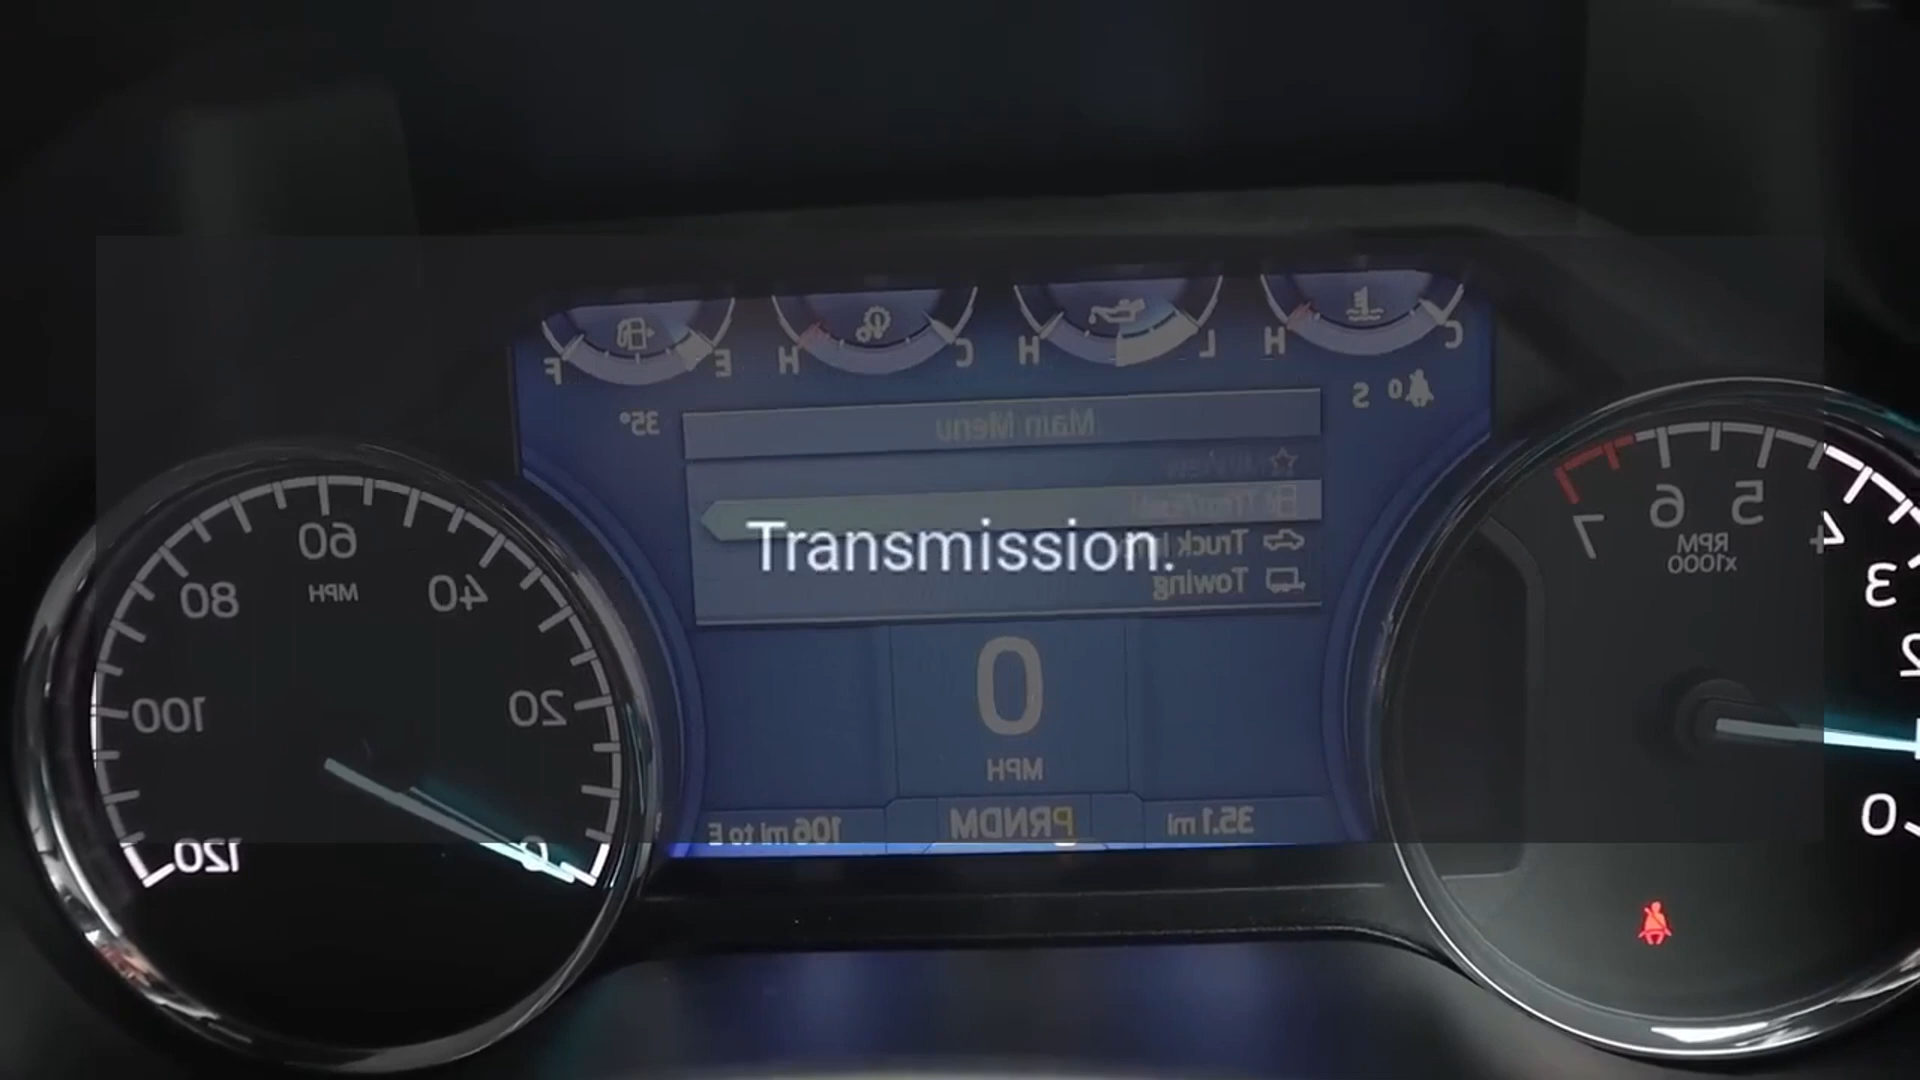 F E H C H L H C
35°
S 0
Main Menu
Truck
Towing
Transmission.
0
MPH
106 mi to E
PRNDM
35.1 mi
0 20 40 60 80 100 120
MPH
0 2 3 4 5 6 7
RPM
x1000